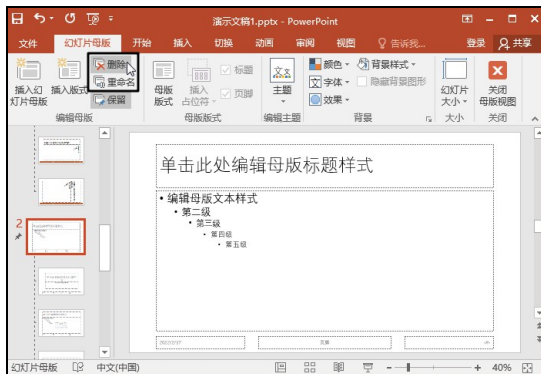 演示文稿1.pptx - PowerPoint
文件 幻灯片母版 开始 插入 切换 动画 审阅 视图 告诉我... 登录 共享
插入幻灯片母版 插入版式 删除 重命名 保留
编辑母版
母版版式 插入占位符 标题 页脚
母版版式
主题
编辑主题
颜色 字体 效果 背景样式 隐藏背景图形
背景
幻灯片大小
大小
关闭母版视图
关闭
2
单击此处编辑母版标题样式
• 编辑母版文本样式
• 第二级
• 第三级
• 第四级
• 第五级
2022/2/17 页脚
幻灯片母版 中文(中国) 40%